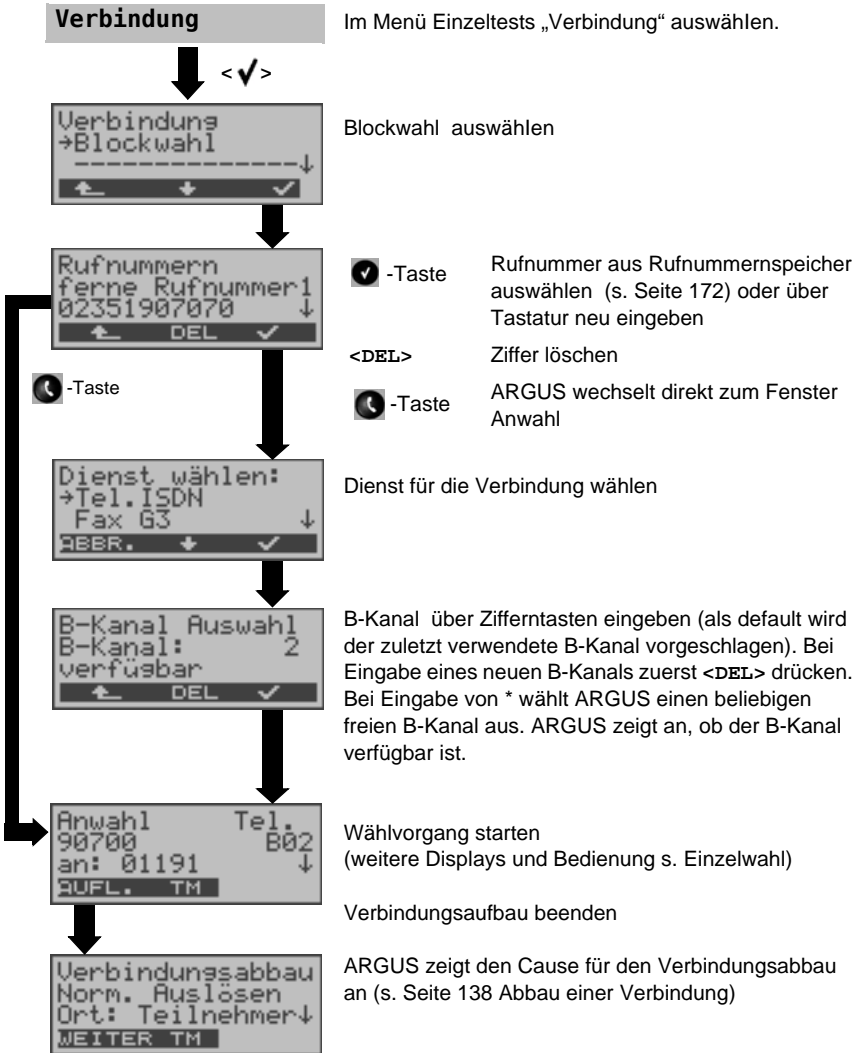 Verbindung
Im Menü Einzeltests „Verbindung“ auswählen.
<✓>
Verbindung
→Blockwahl
--------------↓
Blockwahl auswählen
Rufnummern
ferne Rufnummer1
02351907070 ↓
DEL ✓
✓ -Taste
Rufnummer aus Rufnummernspeicher
auswählen (s. Seite 172) oder über
Tastatur neu eingeben
<DEL>
Ziffer löschen
-Taste
ARGUS wechselt direkt zum Fenster
Anwahl
-Taste
Dienst wählen:
→Tel.ISDN
Fax G3 ↓
ABBR. ✓
Dienst für die Verbindung wählen
B-Kanal Auswahl
B-Kanal: 2
verfügbar
DEL ✓
B-Kanal über Zifferntasten eingeben (als default wird
der zuletzt verwendete B-Kanal vorgeschlagen). Bei
Eingabe eines neuen B-Kanals zuerst <DEL> drücken.
Bei Eingabe von * wählt ARGUS einen beliebigen
freien B-Kanal aus. ARGUS zeigt an, ob der B-Kanal
verfügbar ist.
Anwahl Tel.
90700 B02
an: 01191 ↓
AUFL. TM
Wählvorgang starten
(weitere Displays und Bedienung s. Einzelwahl)
Verbindungsaufbau beenden
Verbindungsabbau
Norm. Auslösen
Ort: Teilnehmer↓
WEITER TM
ARGUS zeigt den Cause für den Verbindungsabbau
an (s. Seite 138 Abbau einer Verbindung)